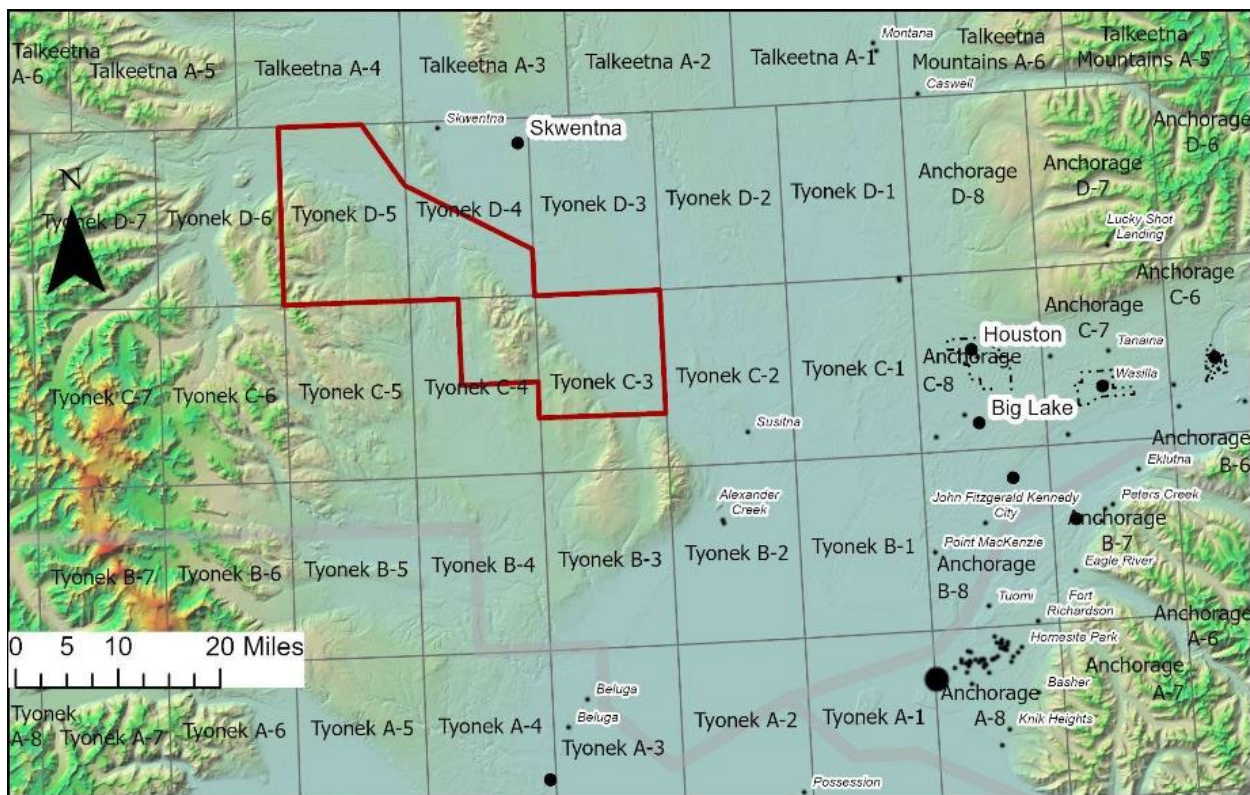 Montana
Talkeetna
A-6
Talkeetna A-5
Talkeetna A-4
Talkeetna A-3
Talkeetna A-2
Talkeetna A-1
Talkeetna
Mountains A-6
Talkeetna
Mountains A-5
Caswell
Skwentna
Skwentna
Anchorage
D-6
N
Tyonek D-7
Tyonek D-6
Tyonek D-5
Tyonek D-4
Tyonek D-3
Tyonek D-2
Tyonek D-1
Anchorage
D-8
Anchorage
D-7
Lucky Shot
Landing
Anchorage
C-6
Anchorage
C-7
Houston
Tanaina
Tyonek C-7
Tyonek C-6
Tyonek C-5
Tyonek C-4
Tyonek C-3
Tyonek C-2
Tyonek C-1
Anchorage
C-8
Wasilla
Big Lake
Susitna
Anchorage
B-6
Eklutna
Alexander
Creek
John Fitzgerald Kennedy
City
Peters Creek
Anchorage
B-7
Tyonek B-7
Tyonek B-6
Tyonek B-5
Tyonek B-4
Tyonek B-3
Tyonek B-2
Tyonek B-1
Point MacKenzie
Anchorage
B-8
Eagle River
Tuomi
Fort
Richardson
Anchorage
A-6
0 5 10 20 Miles
Homesite Park
Beluga
Basher
Anchorage
A-7
Tyonek
A-8
Tyonek A-7
Tyonek A-6
Tyonek A-5
Tyonek A-4
Beluga
Tyonek A-3
Tyonek A-2
Tyonek A-1
Anchorage
A-8
Knik Heights
Possession